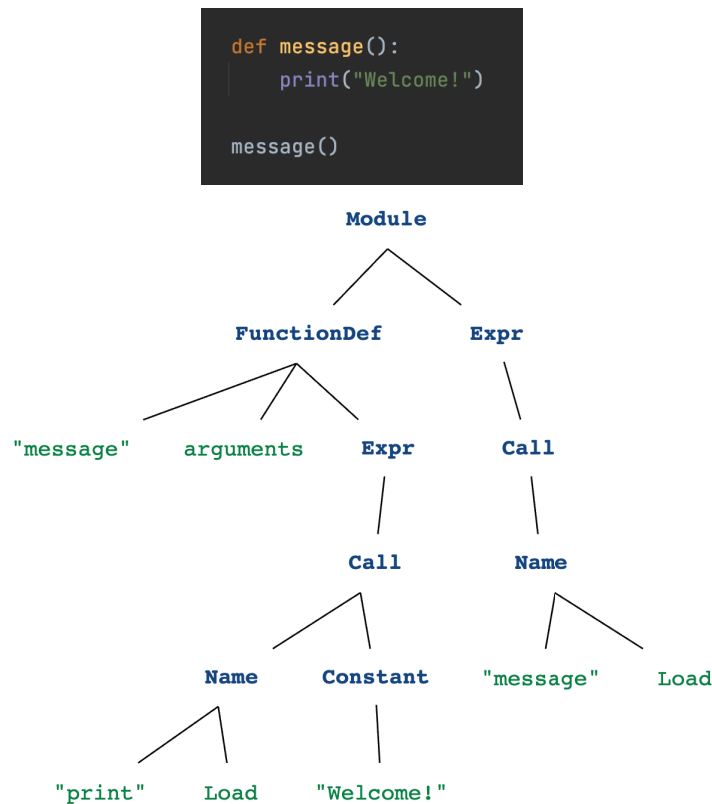 def message():
    print("Welcome!")
message()
Module
FunctionDef Expr
"message" arguments Expr Call
Call Name
Name Constant "message" Load
"print" Load "Welcome!"